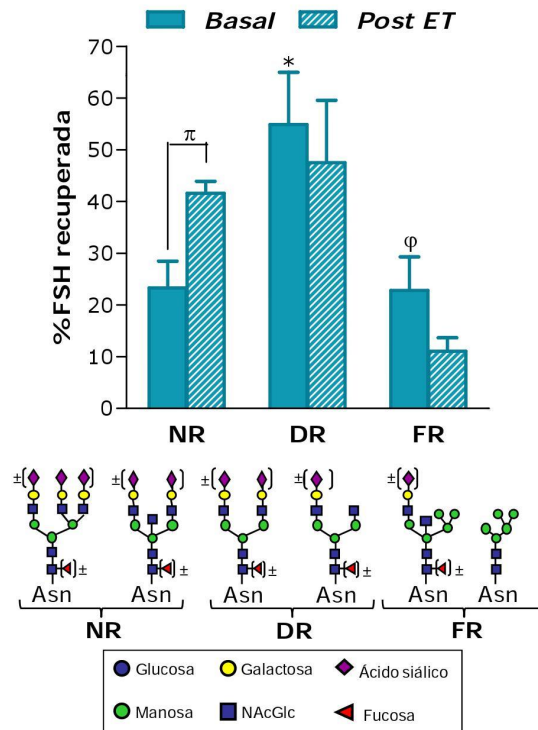 Basal Post ET
%FSH recuperada
70
60
50
40
30
20
10
0
π
*
φ
NR DR FR
± ± ± ±
± ± ± ± ±
Asn Asn Asn Asn Asn Asn
NR DR FR
Glucosa Galactosa Ácido siálico
Manosa NAcGlc Fucosa